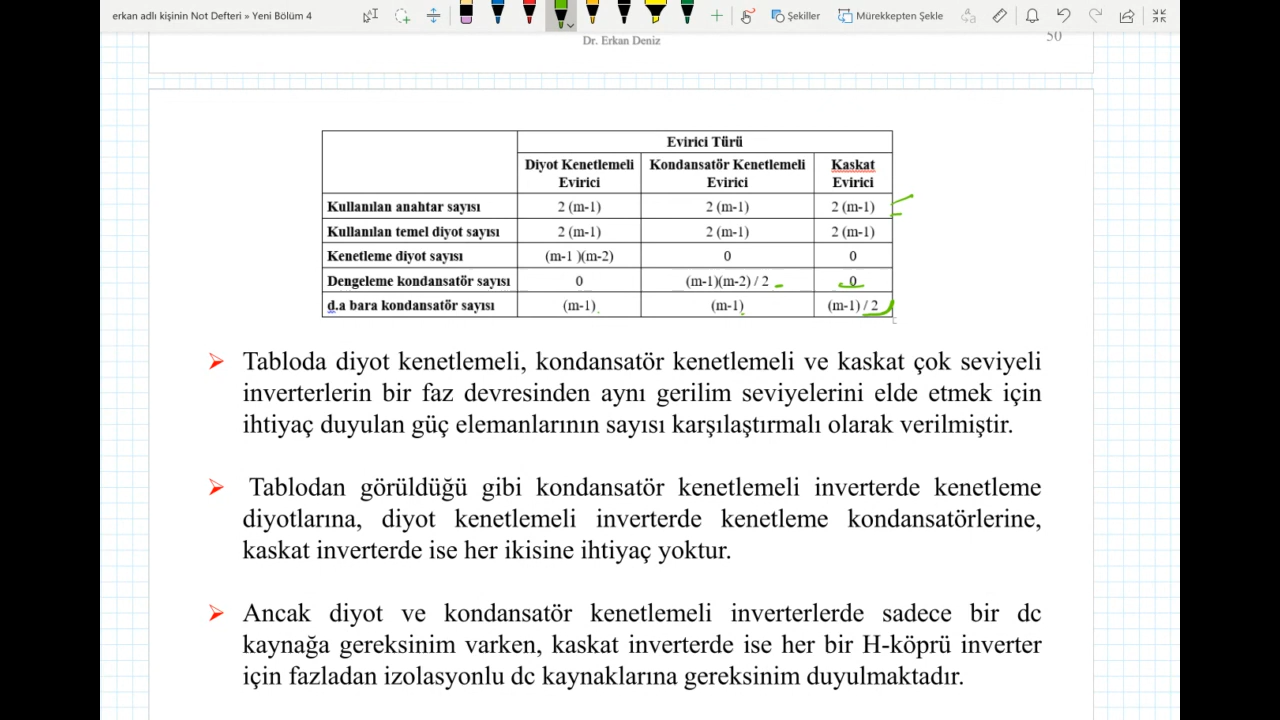 erkan adlı kişinin Not Defteri » Yeni Bölüm 4
Şekiller
Mürekkepten Şekle
Dr. Erkan Deniz
50
Evirici Türü
Diyot Kenetlemeli Evirici
Kondansatör Kenetlemeli Evirici
Kaskat Evirici
Kullanılan anahtar sayısı 2 (m-1) 2 (m-1) 2 (m-1)
Kullanılan temel diyot sayısı 2 (m-1) 2 (m-1) 2 (m-1)
Kenetleme diyot sayısı (m-1 )(m-2) 0 0
Dengeleme kondansatör sayısı 0 (m-1)(m-2) / 2 0
d.a bara kondansatör sayısı (m-1) (m-1) (m-1) / 2
Tabloda diyot kenetlemeli, kondansatör kenetlemeli ve kaskat çok seviyeli
inverterlerin bir faz devresinden aynı gerilim seviyelerini elde etmek için
ihtiyaç duyulan güç elemanlarının sayısı karşılaştırmalı olarak verilmiştir.
Tablodan görüldüğü gibi kondansatör kenetlemeli inverterde kenetleme
diyotlarına, diyot kenetlemeli inverterde kenetleme kondansatörlerine,
kaskat inverterde ise her ikisine ihtiyaç yoktur.
Ancak diyot ve kondansatör kenetlemeli inverterlerde sadece bir dc
kaynağa gereksinim varken, kaskat inverterde ise her bir H-köprü inverter
için fazladan izolasyonlu dc kaynaklarına gereksinim duyulmaktadır.